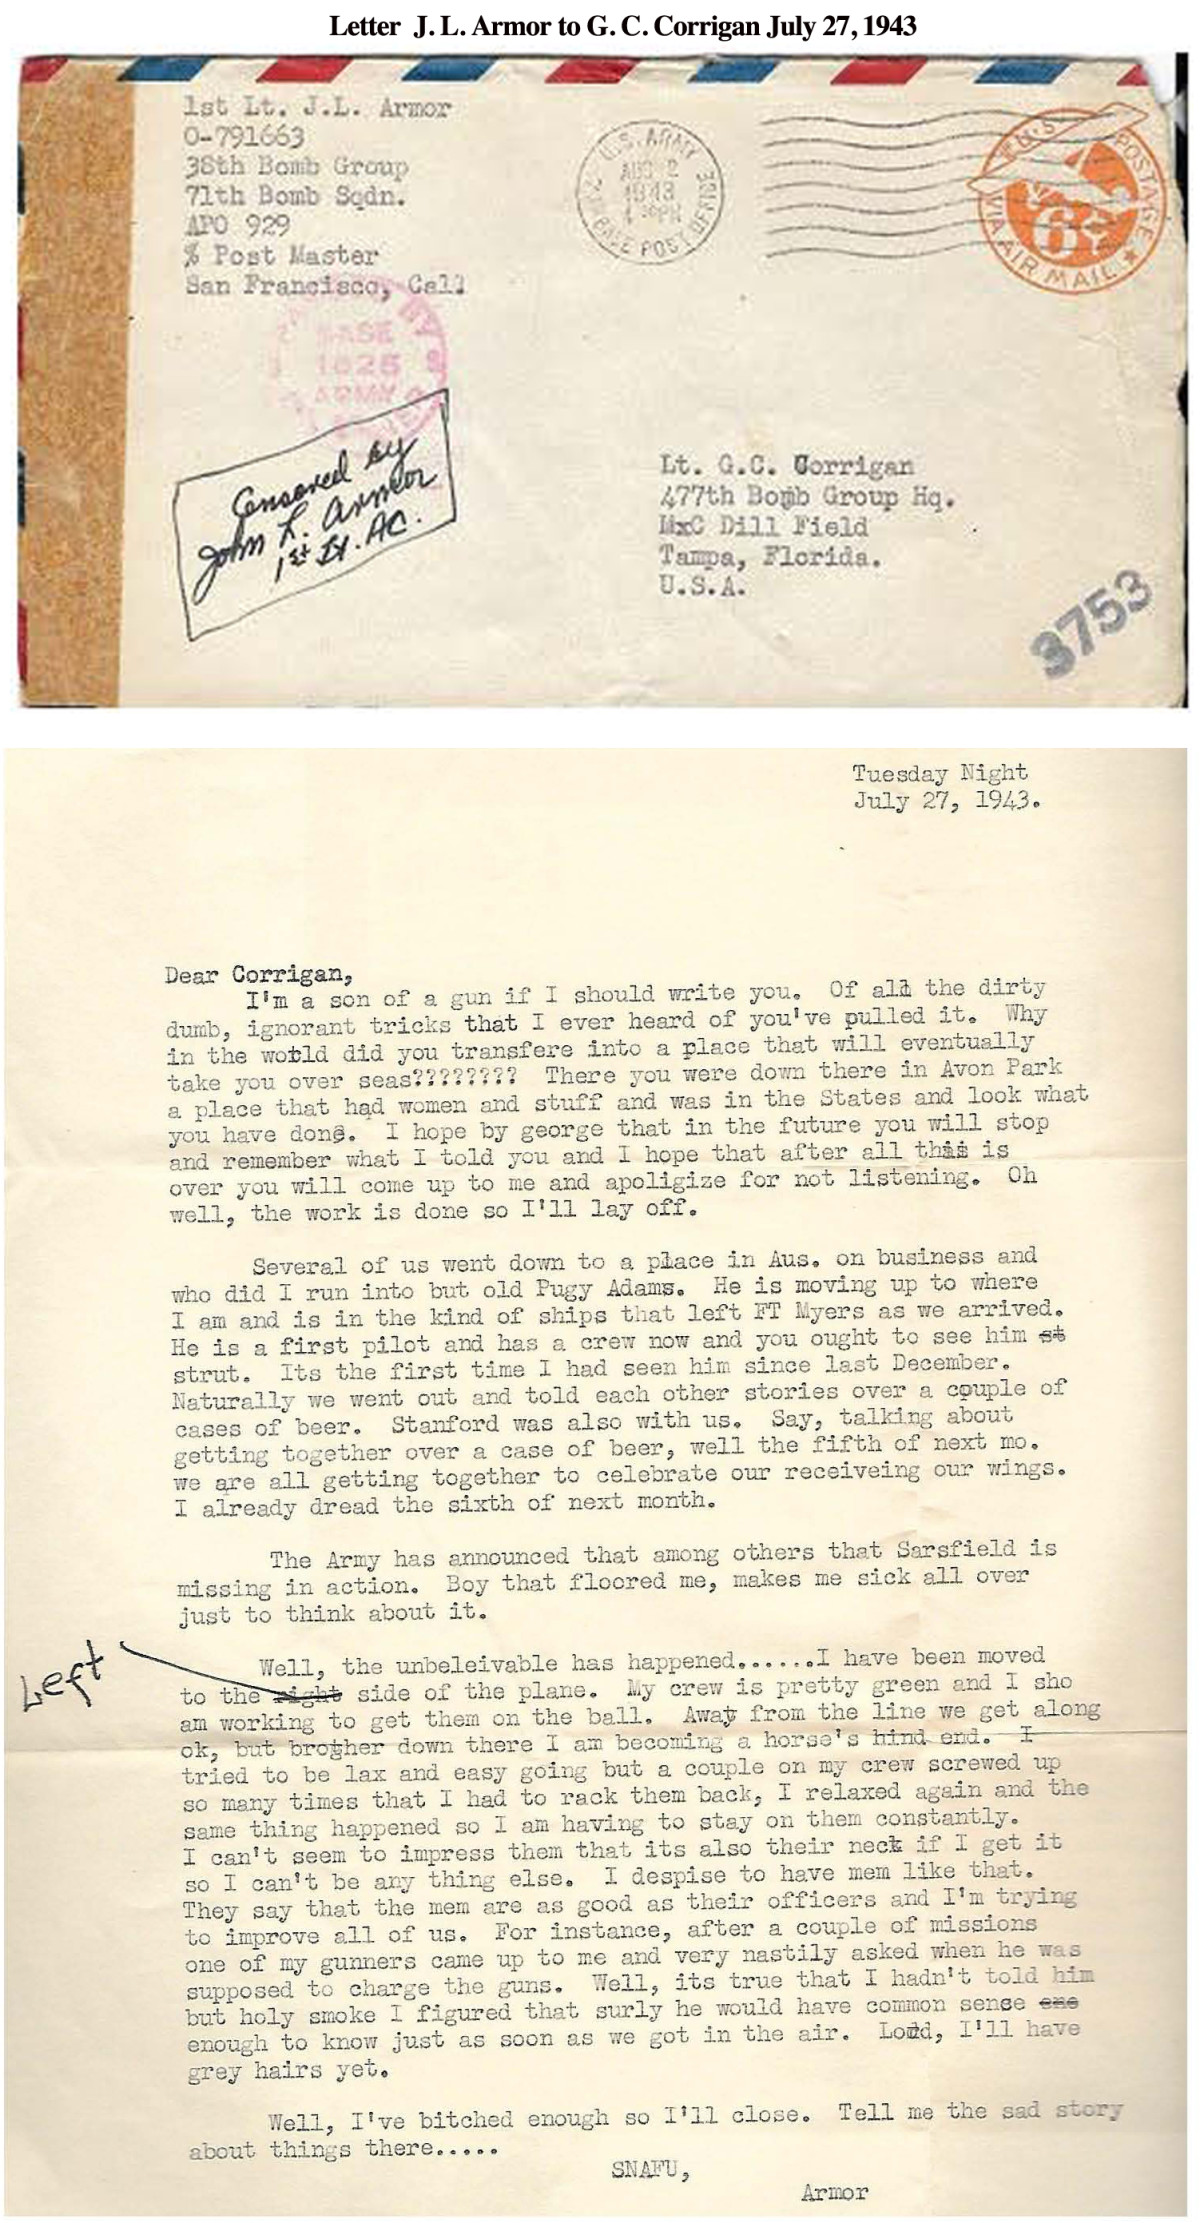 Letter J. L. Armor to G. C. Corrigan July 27, 1943
1st Lt. J.L. Armor
O-791663
38th Bomb Group
71th Bomb Sqdn.
APO 929
% Post Master
San Francisco, Cal
U.S. ARMY
AUG 2
1943
PM
BASE POST OFFICE
U.S. POSTAGE
6¢
VIA AIR MAIL
BASE
1625
ARMY
Censored by
John L. Armor
1st Lt. AC.
Lt. G.C. Corrigan
477th Bomb Group Hq.
MxC Dill Field
Tampa, Florida.
U.S.A.
3753
Tuesday Night
July 27, 1943.
Dear Corrigan,
I'm a son of a gun if I should write you. Of all the dirty
dumb, ignorant tricks that I ever heard of you've pulled it. Why
in the world did you transfere into a place that will eventually
take you over seas???????? There you were down there in Avon Park
a place that had women and stuff and was in the States and look what
you have done. I hope by george that in the future you will stop
and remember what I told you and I hope that after all this is
over you will come up to me and apoligize for not listening. Oh
well, the work is done so I'll lay off.
Several of us went down to a place in Aus. on business and
who did I run into but old Pugy Adams. He is moving up to where
I am and is in the kind of ships that left FT Myers as we arrived.
He is a first pilot and has a crew now and you ought to see him st
strut. Its the first time I had seen him since last December.
Naturally we went out and told each other stories over a couple of
cases of beer. Stanford was also with us. Say, talking about
getting together over a case of beer, well the fifth of next mo.
we are all getting together to celebrate our receiveing our wings.
I already dread the sixth of next month.
The Army has announced that among others that Sarsfield is
missing in action. Boy that floored me, makes me sick all over
just to think about it.
Left
Well, the unbeleivable has happened......I have been moved
to the right side of the plane. My crew is pretty green and I sho
am working to get them on the ball. Away from the line we get along
ok, but brother down there I am becoming a horse's hind end. I
tried to be lax and easy going but a couple on my crew screwed up
so many times that I had to rack them back, I relaxed again and the
same thing happened so I am having to stay on them constantly.
I can't seem to impress them that its also their neck if I get it
so I can't be any thing else. I despise to have mem like that.
They say that the mem are as good as their officers and I'm trying
to improve all of us. For instance, after a couple of missions
one of my gunners came up to me and very nastily asked when he was
supposed to charge the guns. Well, its true that I hadn't told him
but holy smoke I figured that surly he would have common sense ene
enough to know just as soon as we got in the air. Lord, I'll have
grey hairs yet.
Well, I've bitched enough so I'll close. Tell me the sad story
about things there.....
SNAFU,
Armor